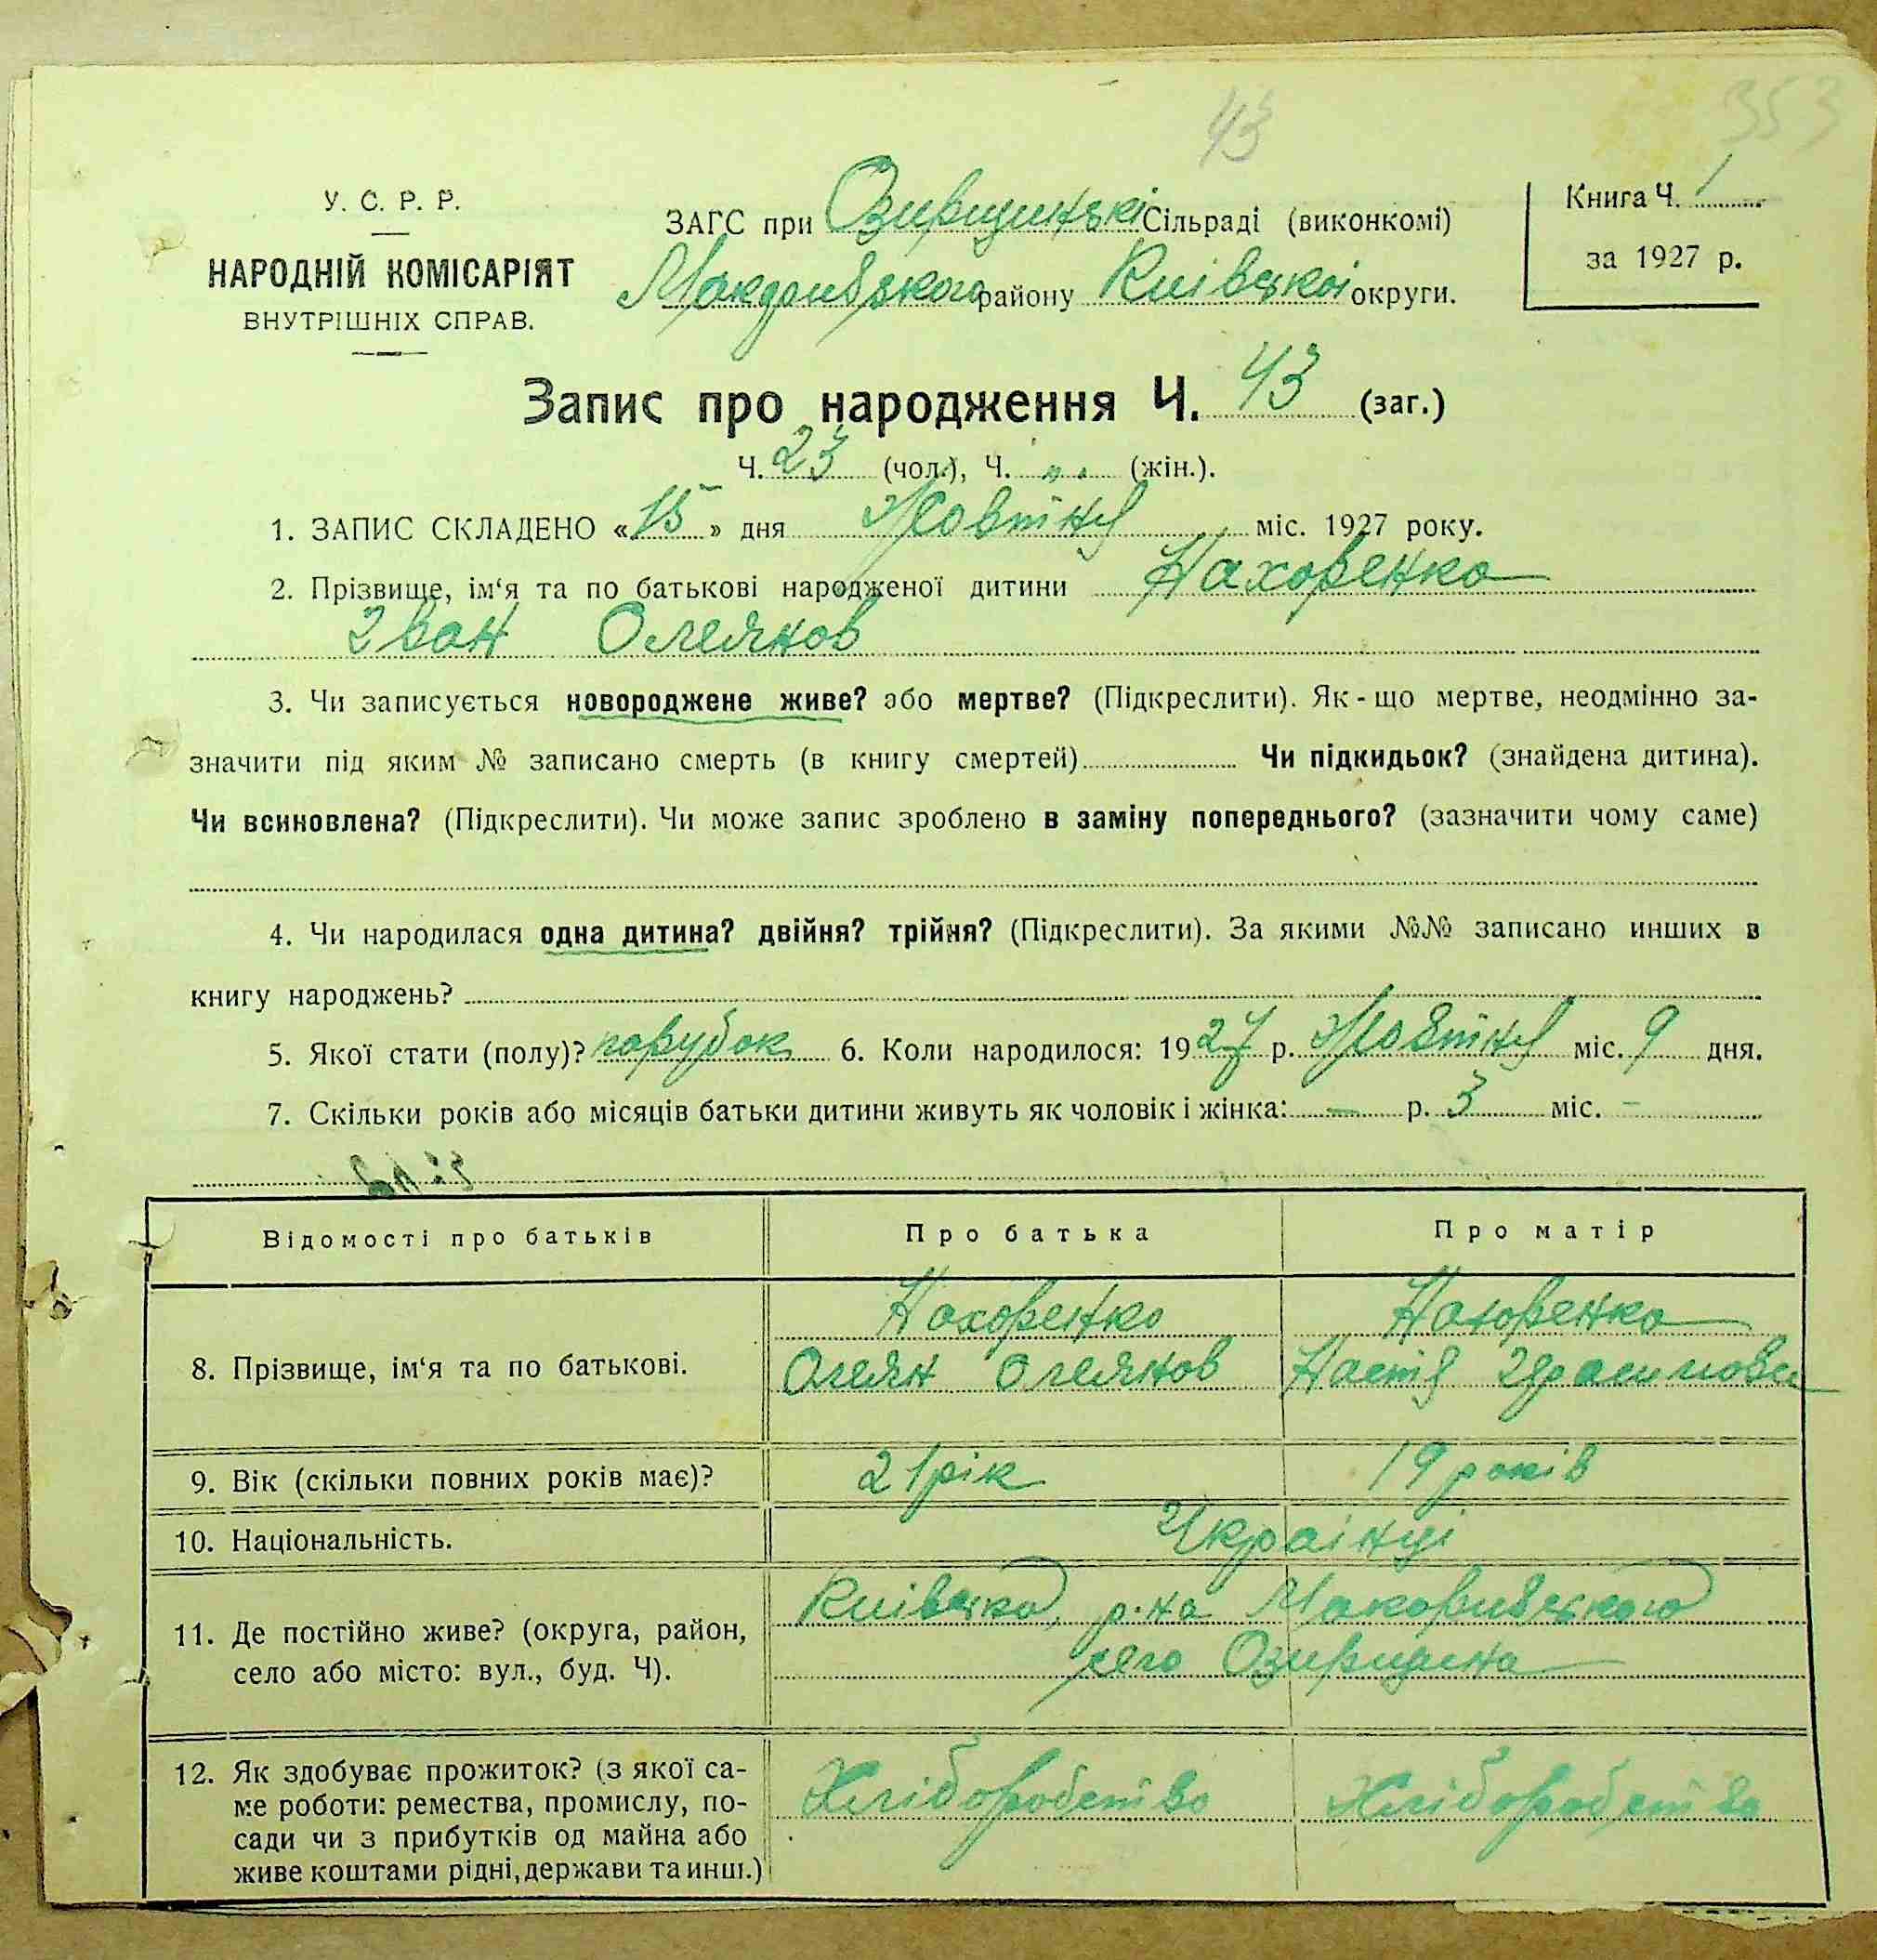 43 353
У. С. Р. Р.
НАРОДНІЙ КОМІСАРІЯТ
ВНУТРІШНІХ СПРАВ.
ЗАГС при Озирщинські Сільраді (виконкомі)
району Київської округи.
Книга Ч. 1
за 1927 р.
Запис про народження Ч. 43 (заг.)
Ч. 23 (чол.), Ч. „ (жін.).
1. ЗАПИС СКЛАДЕНО «15» дня Жовтня міс. 1927 року.
2. Прізвище, ім‘я та по батькові народженої дитини Нахоренко
Іван Олеянов
3. Чи записується новороджене живе? або мертве? (Підкреслити). Як-що мертве, неодмінно за-
значити під яким № записано смерть (в книгу смертей) Чи підкидьок? (знайдена дитина).
Чи всиновлена? (Підкреслити). Чи може запис зроблено в заміну попереднього? (зазначити чому саме)
4. Чи народилася одна дитина? двійня? трійня? (Підкреслити). За якими №№ записано инших в
книгу народжень?
5. Якої стати (полу)? парубок 6. Коли народилося: 1927 р. Жовтня міс. 9 дня.
7. Скільки років або місяців батьки дитини живуть як чоловік і жінка: — р. 3 міс. –
Відомості про батьків Про батька Про матір
8. Прізвище, ім‘я та по батькові.
Нахоренко Нахоренко
Олеян Олеянов Настя
9. Вік (скільки повних років має)? 21 рік 19 років
10. Національність. Українці
11. Де постійно живе? (округа, район,
село або місто: вул., буд. Ч).
Київська, р-на Макарівського
село Озирщина
12. Як здобуває прожиток? (з якої са-
ме роботи: ремества, промислу, по-
сади чи з прибутків од майна або
живе коштами рідні, держави та инш.)
Хліборобство Хліборобство